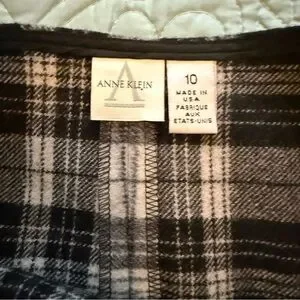 A
ANNE KLEIN
10
MADE IN
USA
FABRIQUE
AUX
ETATS-UNIS